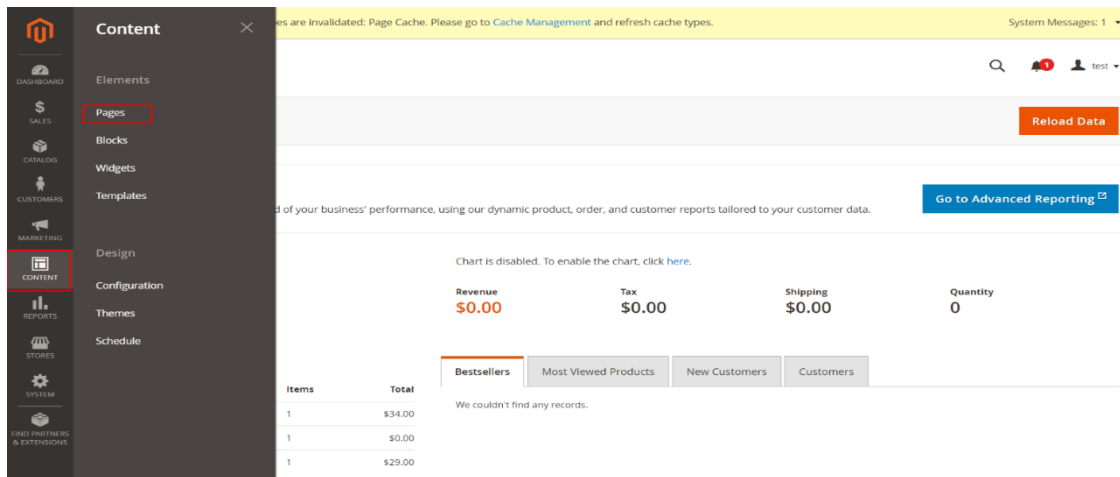 es are invalidated: Page Cache. Please go to Cache Management and refresh cache types.
System Messages: 1
Content
DASHBOARD
SALES
CATALOG
CUSTOMERS
MARKETING
CONTENT
REPORTS
STORES
SYSTEM
FIND PARTNERS
& EXTENSIONS
Elements
Pages
Blocks
Widgets
Templates
Design
Configuration
Themes
Schedule
1
test
Reload Data
d of your business' performance, using our dynamic product, order, and customer reports tailored to your customer data.
Go to Advanced Reporting
Chart is disabled. To enable the chart, click here.
Revenue Tax Shipping Quantity
$0.00 $0.00 $0.00 0
Bestsellers Most Viewed Products New Customers Customers
We couldn't find any records.
Items Total
1 $34.00
1 $0.00
1 $29.00